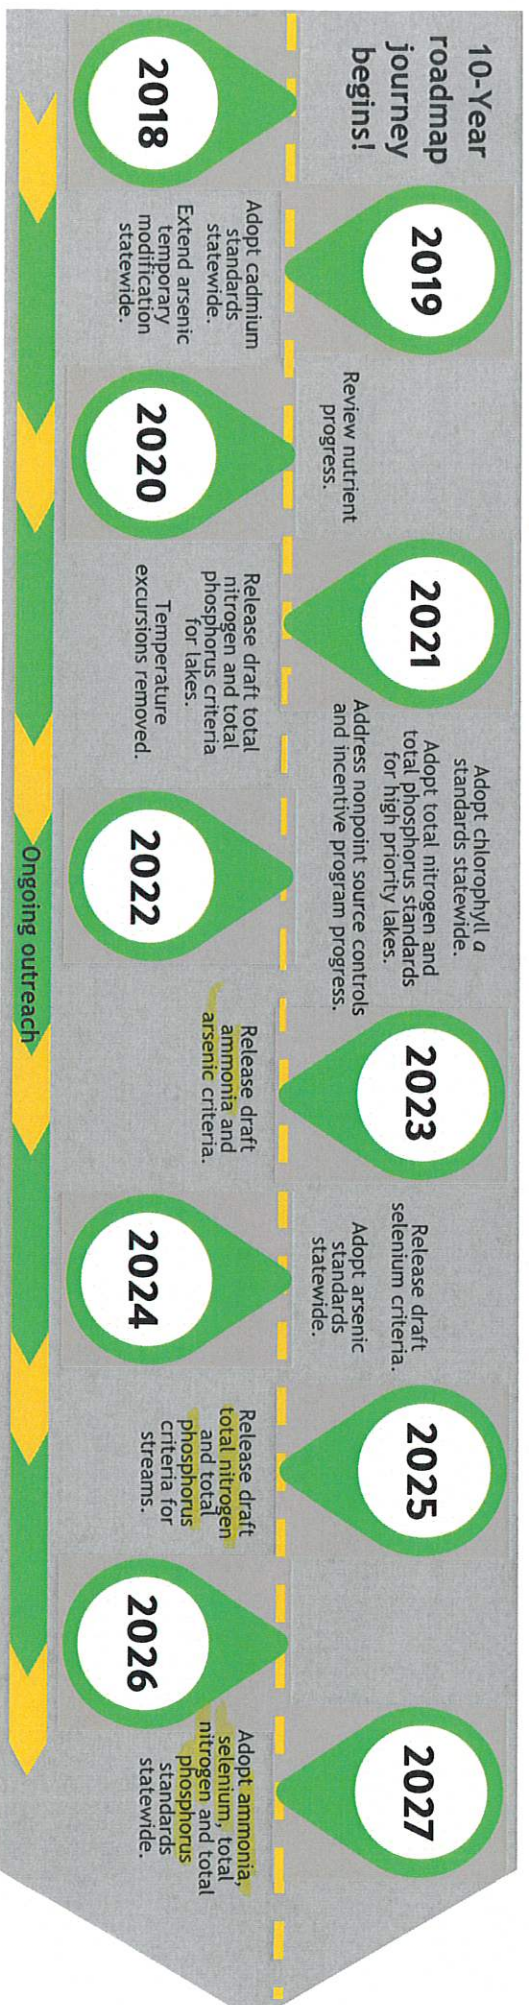 10-Year
roadmap
journey
begins!
2018
2019
Adopt cadmium
standards
statewide.
Extend arsenic
temporary
modification
statewide.
2020
Review nutrient
progress.
2021
Release draft total
nitrogen and total
phosphorus criteria
for lakes.
Temperature
excursions removed.
2022
Adopt chlorophyll a
standards statewide.
Adopt total nitrogen and
total phosphorus standards
for high priority lakes.
Address nonpoint source controls
and incentive program progress.
2023
Release draft
ammonia and
arsenic criteria.
2024
Release draft
selenium criteria.
Adopt arsenic
standards
statewide.
2025
Release draft
total nitrogen
and total
phosphorus
criteria for
streams.
2026
2027
Adopt ammonia,
selenium, total
nitrogen and total
phosphorus
standards
statewide.
Ongoing outreach